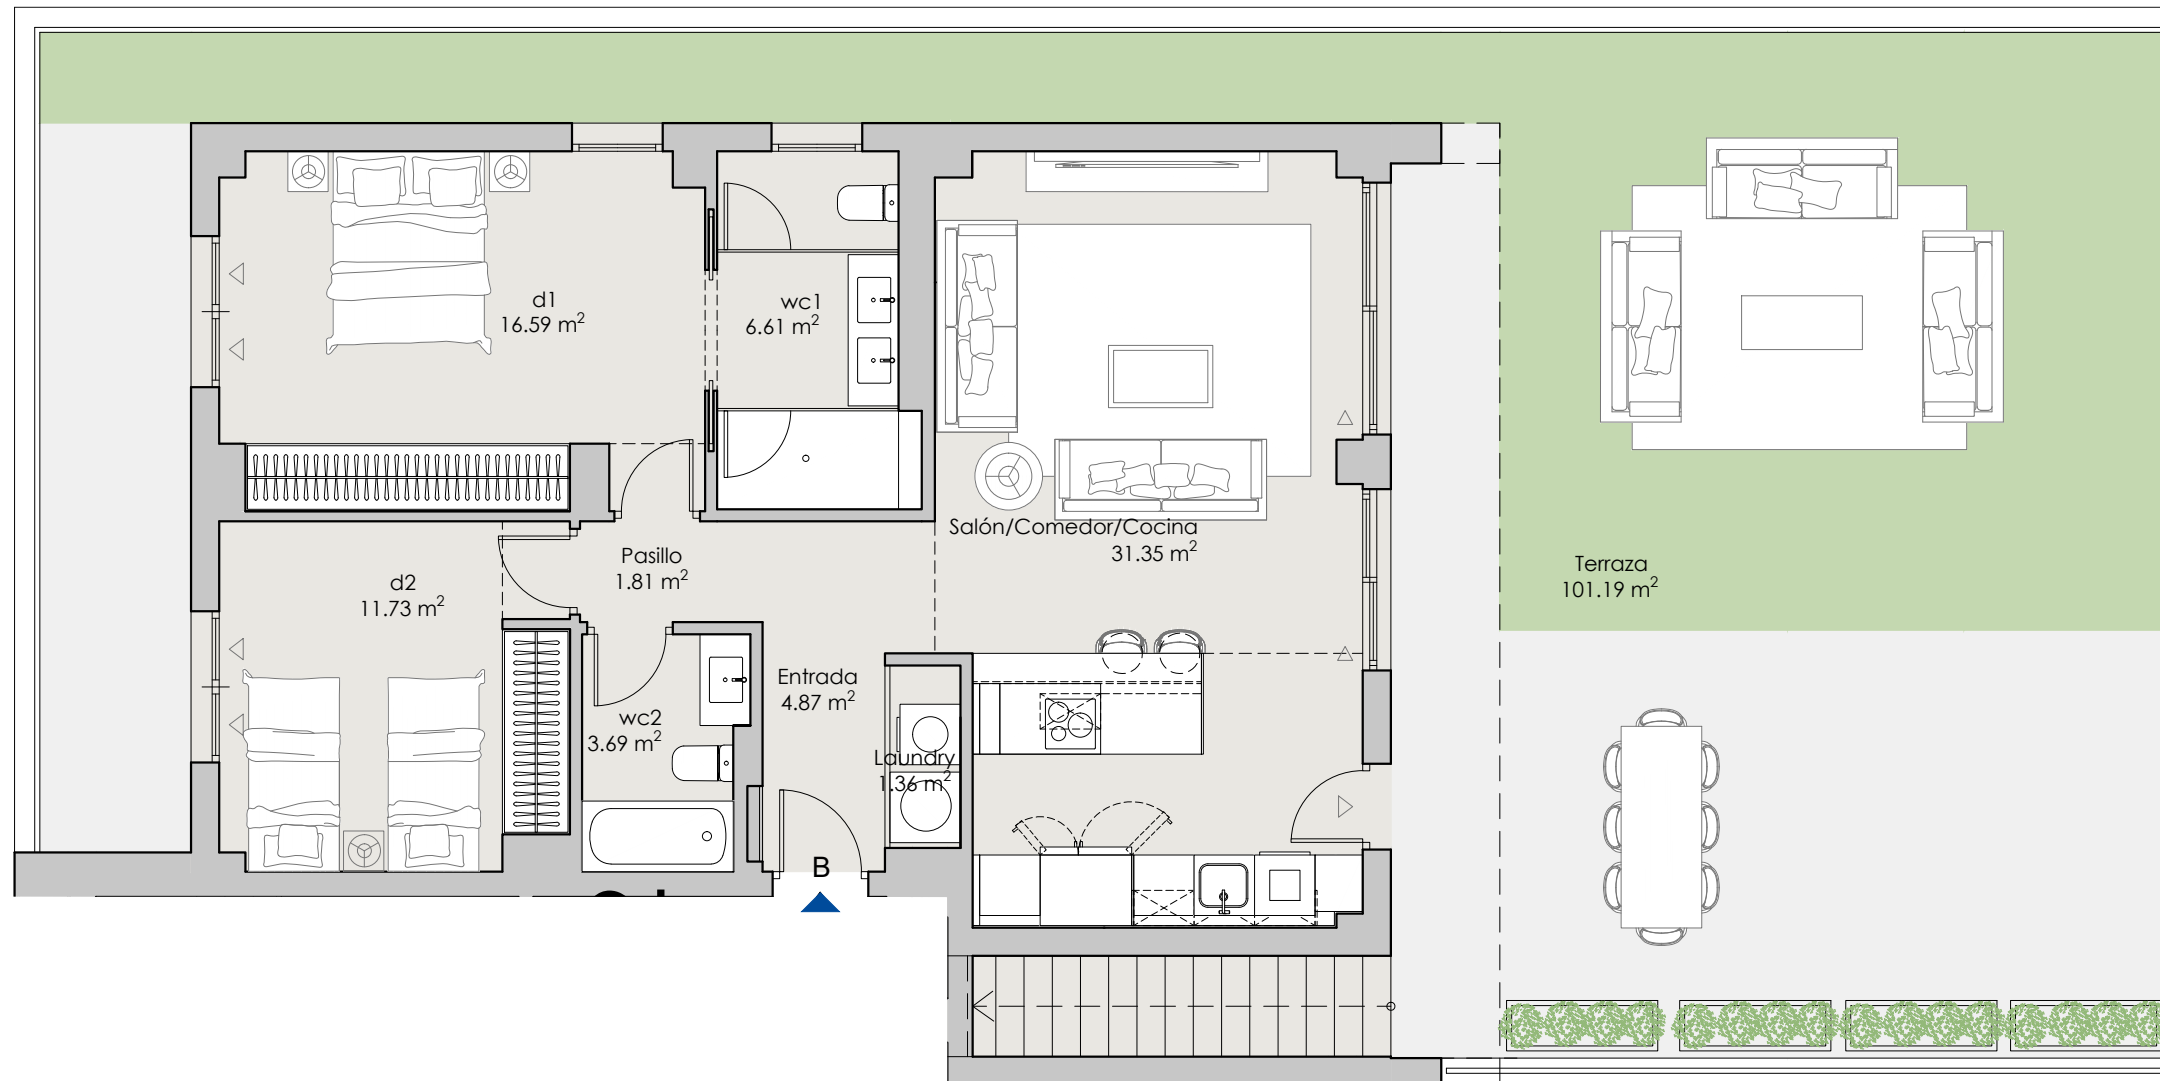 d1
16.59 m²
wc1
6.61 m²
Salón/Comedor/Cocina
31.35 m²
Pasillo
1.81 m²
d2
11.73 m²
Terraza
101.19 m²
Entrada
4.87 m²
wc2
3.69 m²
Laundry
1.36 m²
B